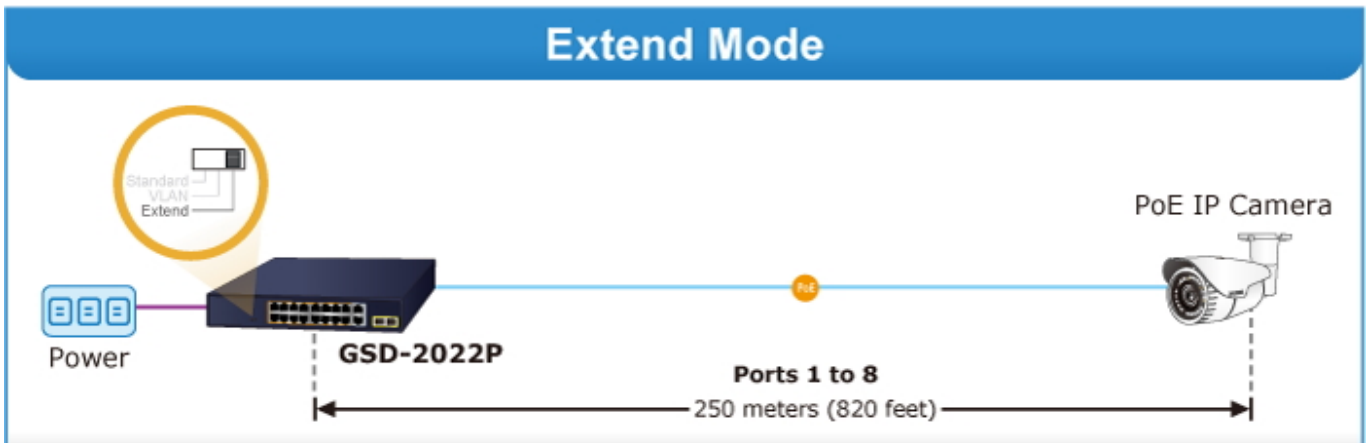 Extend Mode
Standard
VLAN
Extend
PoE IP Camera
PoE
Power
GSD-2022P
Ports 1 to 8
250 meters (820 feet)